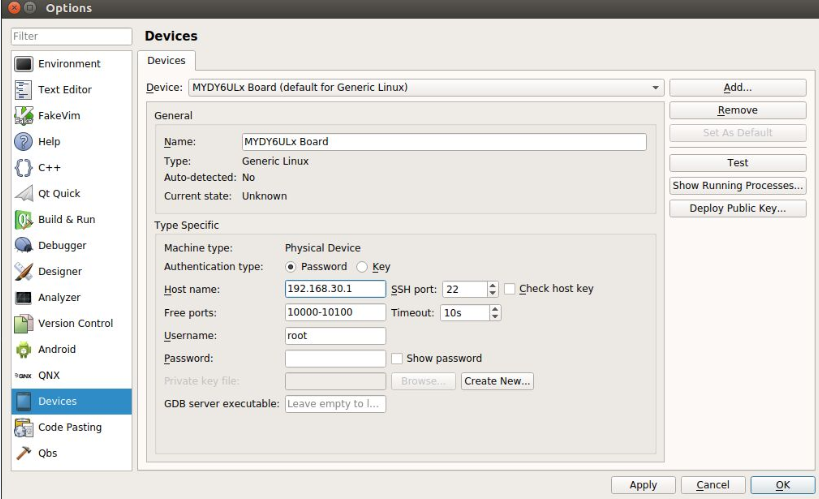 Options
Filter
Devices
Environment
Text Editor
FakeVim
Help
C++
Qt Quick
Build & Run
Debugger
Designer
Analyzer
Version Control
Android
QNX
Devices
Code Pasting
Qbs
Devices
Device: MYDY6ULx Board (default for Generic Linux)
Add...
Remove
Set As Default
Test
Show Running Processes...
Deploy Public Key...
General
Name: MYDY6ULx Board
Type: Generic Linux
Auto-detected: No
Current state: Unknown
Type Specific
Machine type: Physical Device
Authentication type: Password Key
Host name: 192.168.30.1 SSH port: 22 Check host key
Free ports: 10000-10100 Timeout: 10s
Username: root
Password: Show password
Private key file: Browse... Create New...
GDB server executable: Leave empty to l...
Apply Cancel OK